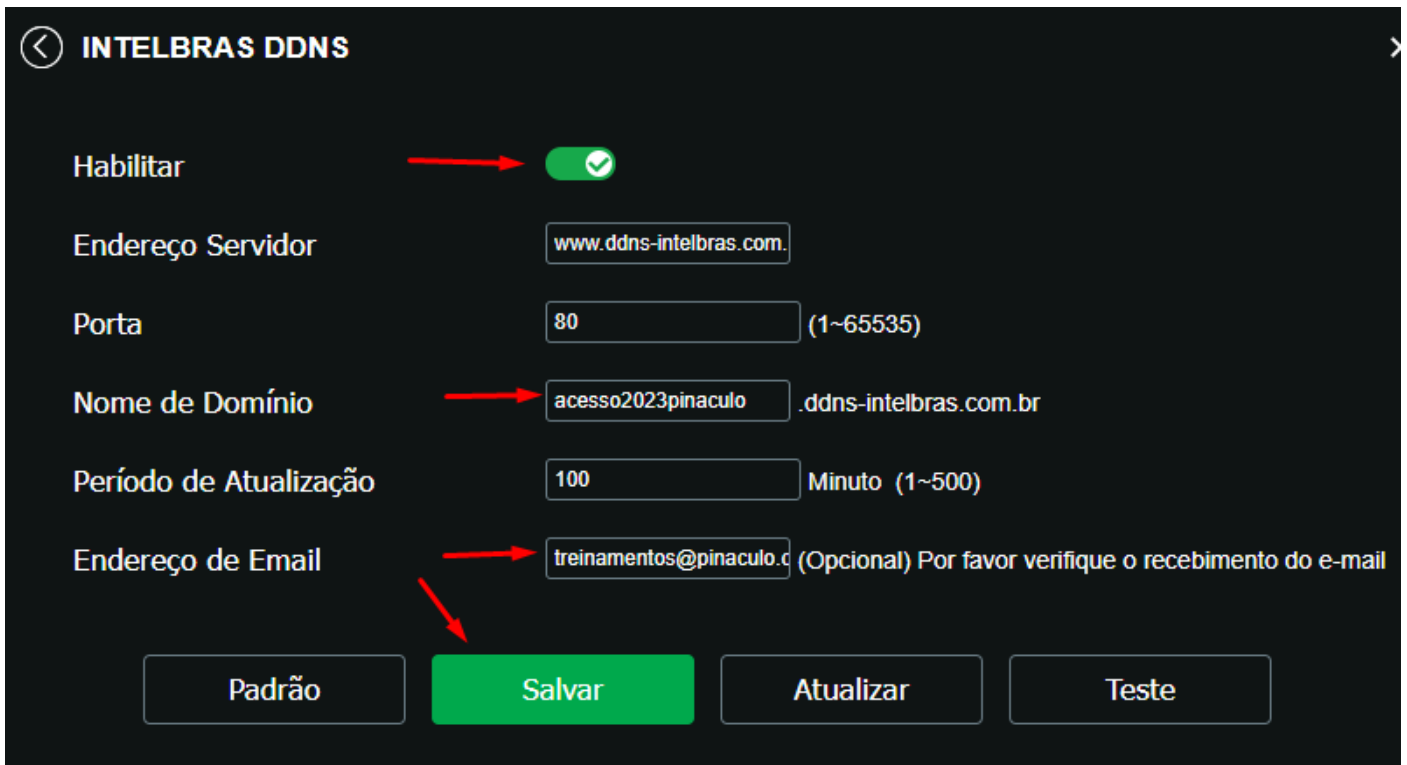 INTELBRAS DDNS
Habilitar
Endereço Servidor www.ddns-intelbras.com.
Porta 80 (1~65535)
Nome de Domínio acesso2023pinaculo .ddns-intelbras.com.br
Período de Atualização 100 Minuto (1~500)
Endereço de Email treinamentos@pinaculo.c (Opcional) Por favor verifique o recebimento do e-mail
Padrão Salvar Atualizar Teste